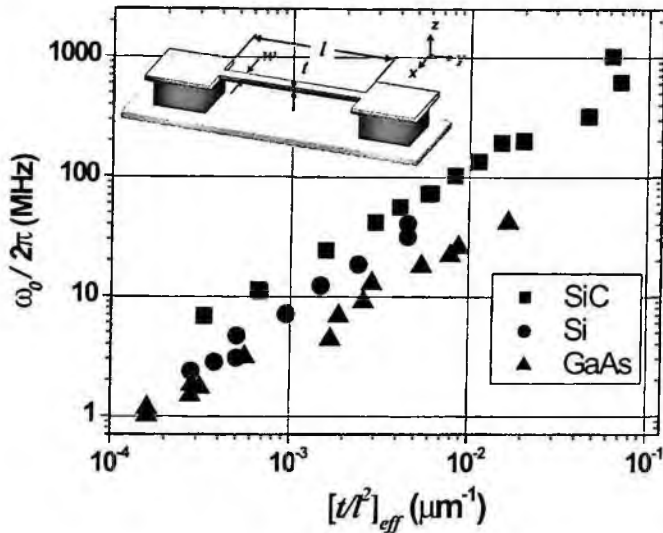 1000
100
10
1
ω₀/2π (MHz)
w
l
t
z
x
y
SiC
Si
GaAs
10⁻⁴
10⁻³
10⁻²
10⁻¹
[t/l²]eff (μm⁻¹)